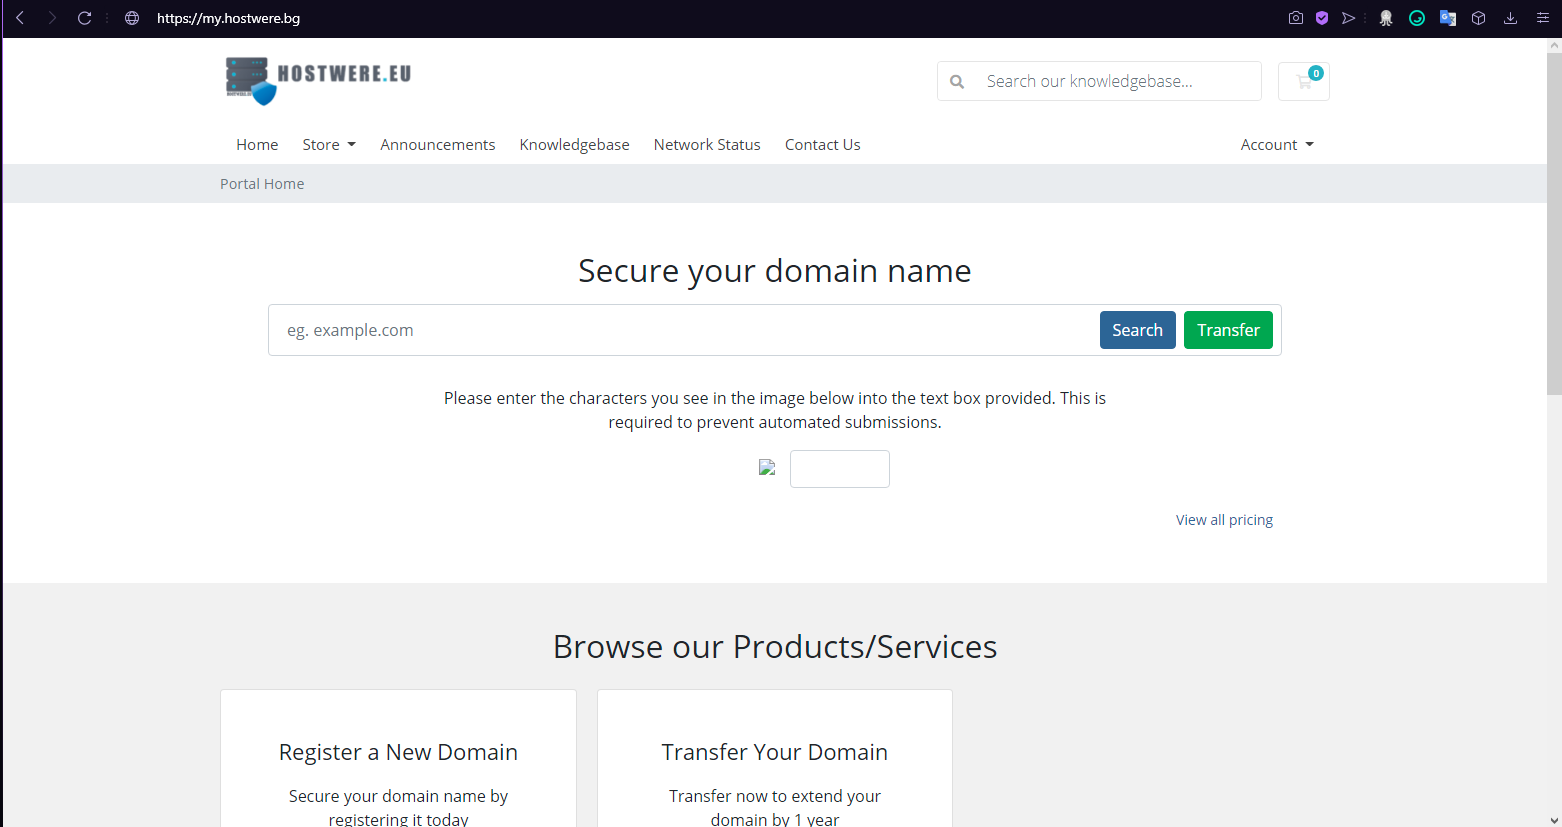 https://my.hostwere.bg
HOSTWERE.EU
Search our knowledgebase...
0
Home Store Announcements Knowledgebase Network Status Contact Us Account
Portal Home
Secure your domain name
eg. example.com Search Transfer
Please enter the characters you see in the image below into the text box provided. This is
required to prevent automated submissions.
View all pricing
Browse our Products/Services
Register a New Domain
Secure your domain name by
registering it today
Transfer Your Domain
Transfer now to extend your
domain by 1 year